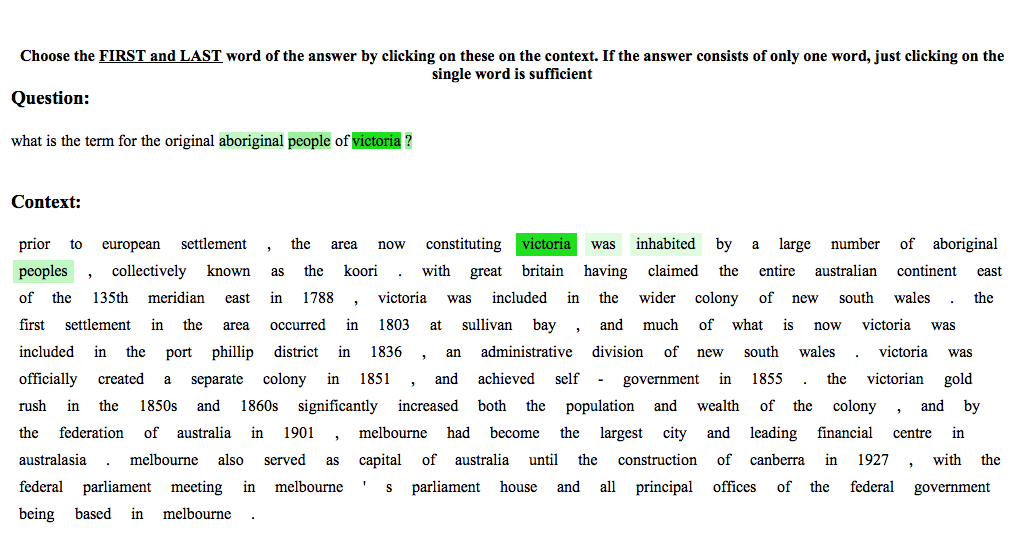 Choose the FIRST and LAST word of the answer by clicking on these on the context. If the answer consists of only one word, just clicking on the
single word is sufficient
Question:
what is the term for the original aboriginal people of victoria ?
Context:
prior to european settlement , the area now constituting victoria was inhabited by a large number of aboriginal
peoples , collectively known as the koori . with great britain having claimed the entire australian continent east
of the 135th meridian east in 1788 , victoria was included in the wider colony of new south wales . the
first settlement in the area occurred in 1803 at sullivan bay , and much of what is now victoria was
included in the port phillip district in 1836 , an administrative division of new south wales . victoria was
officially created a separate colony in 1851 , and achieved self - government in 1855 . the victorian gold
rush in the 1850s and 1860s significantly increased both the population and wealth of the colony , and by
the federation of australia in 1901 , melbourne had become the largest city and leading financial centre in
australasia . melbourne also served as capital of australia until the construction of canberra in 1927 , with the
federal parliament meeting in melbourne ' s parliament house and all principal offices of the federal government
being based in melbourne .